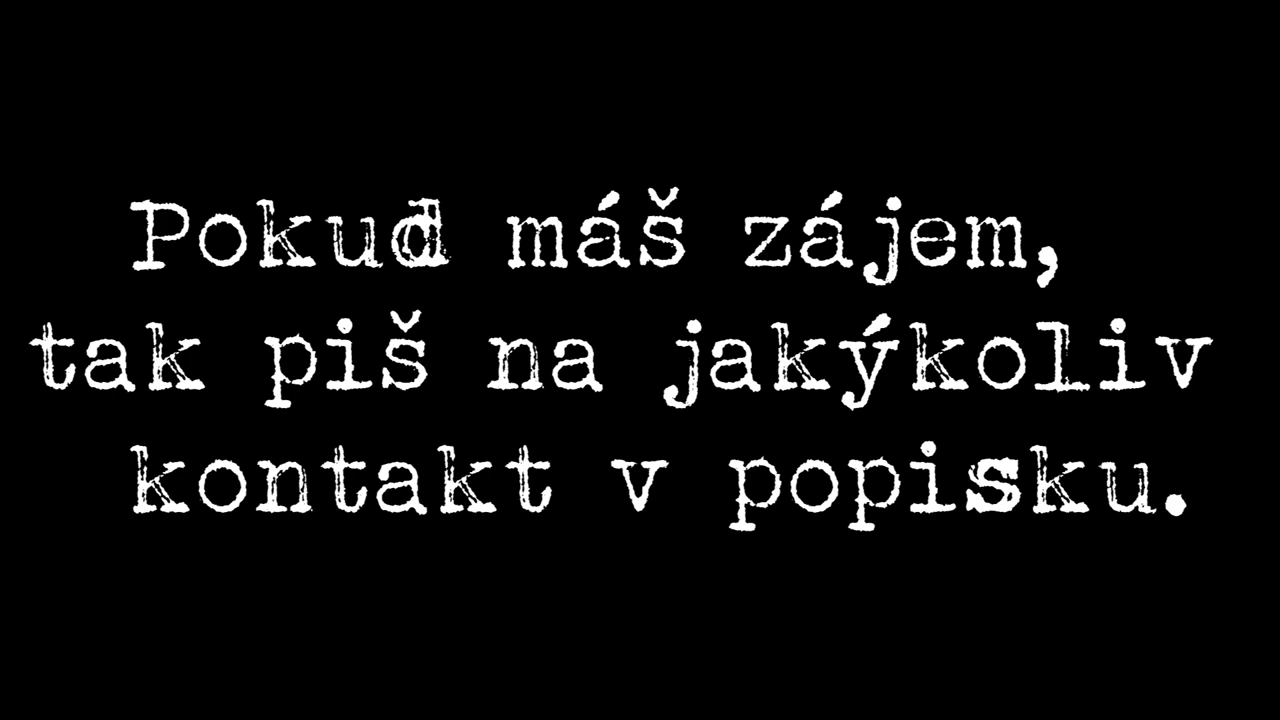 Pokud máš zájem,
tak piš na jakýkoliv
kontakt v popisku.